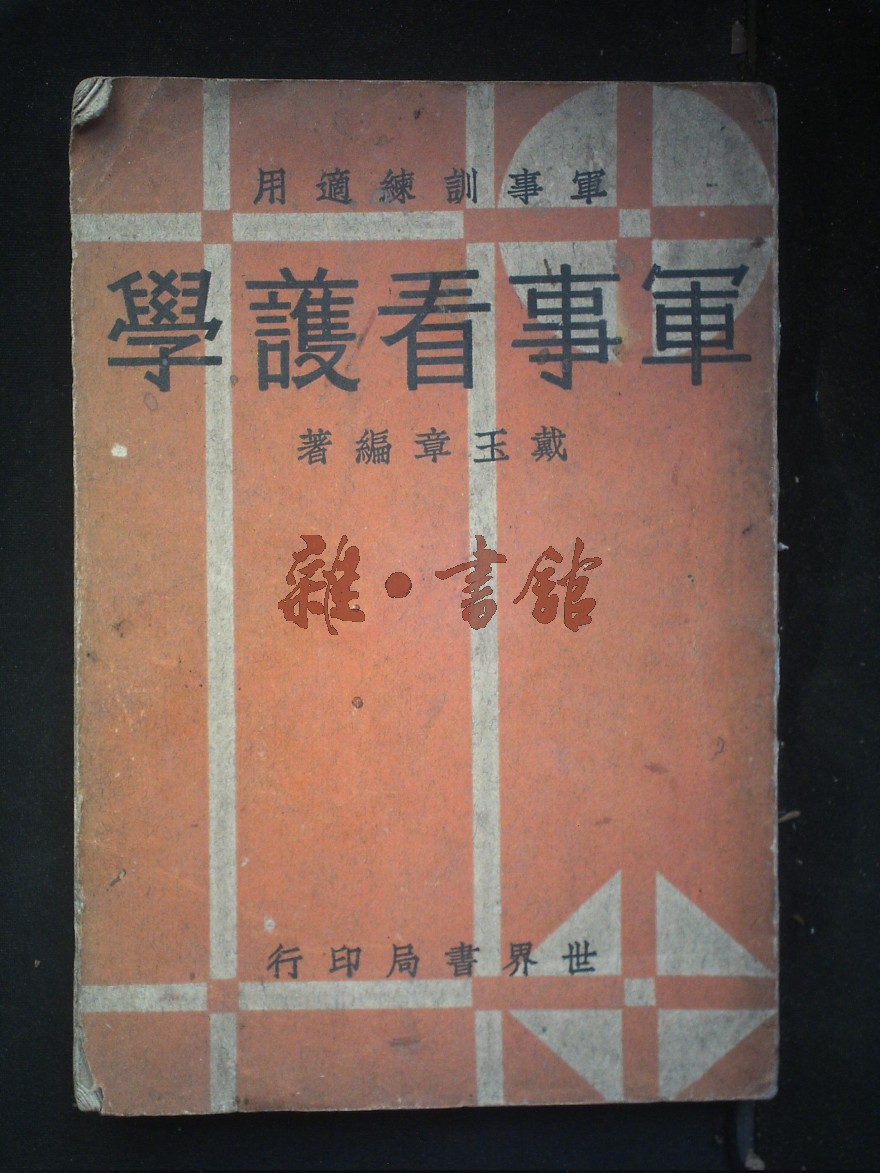 軍事訓練適用
軍事看護學
戴玉章編著
雜·書館
世界書局印行